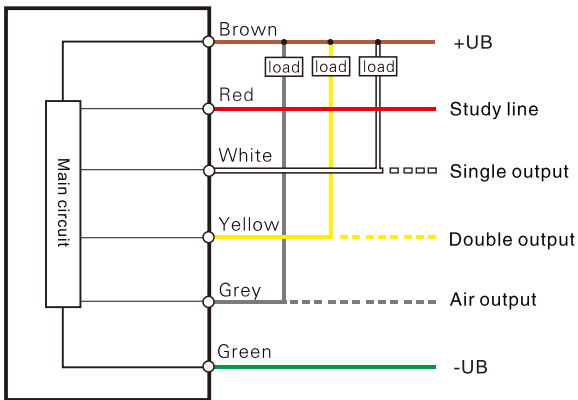 Brown
+UB
load load load
Red
Study line
White
Single output
Main circuit
Yellow
Double output
Grey
Air output
Green
-UB